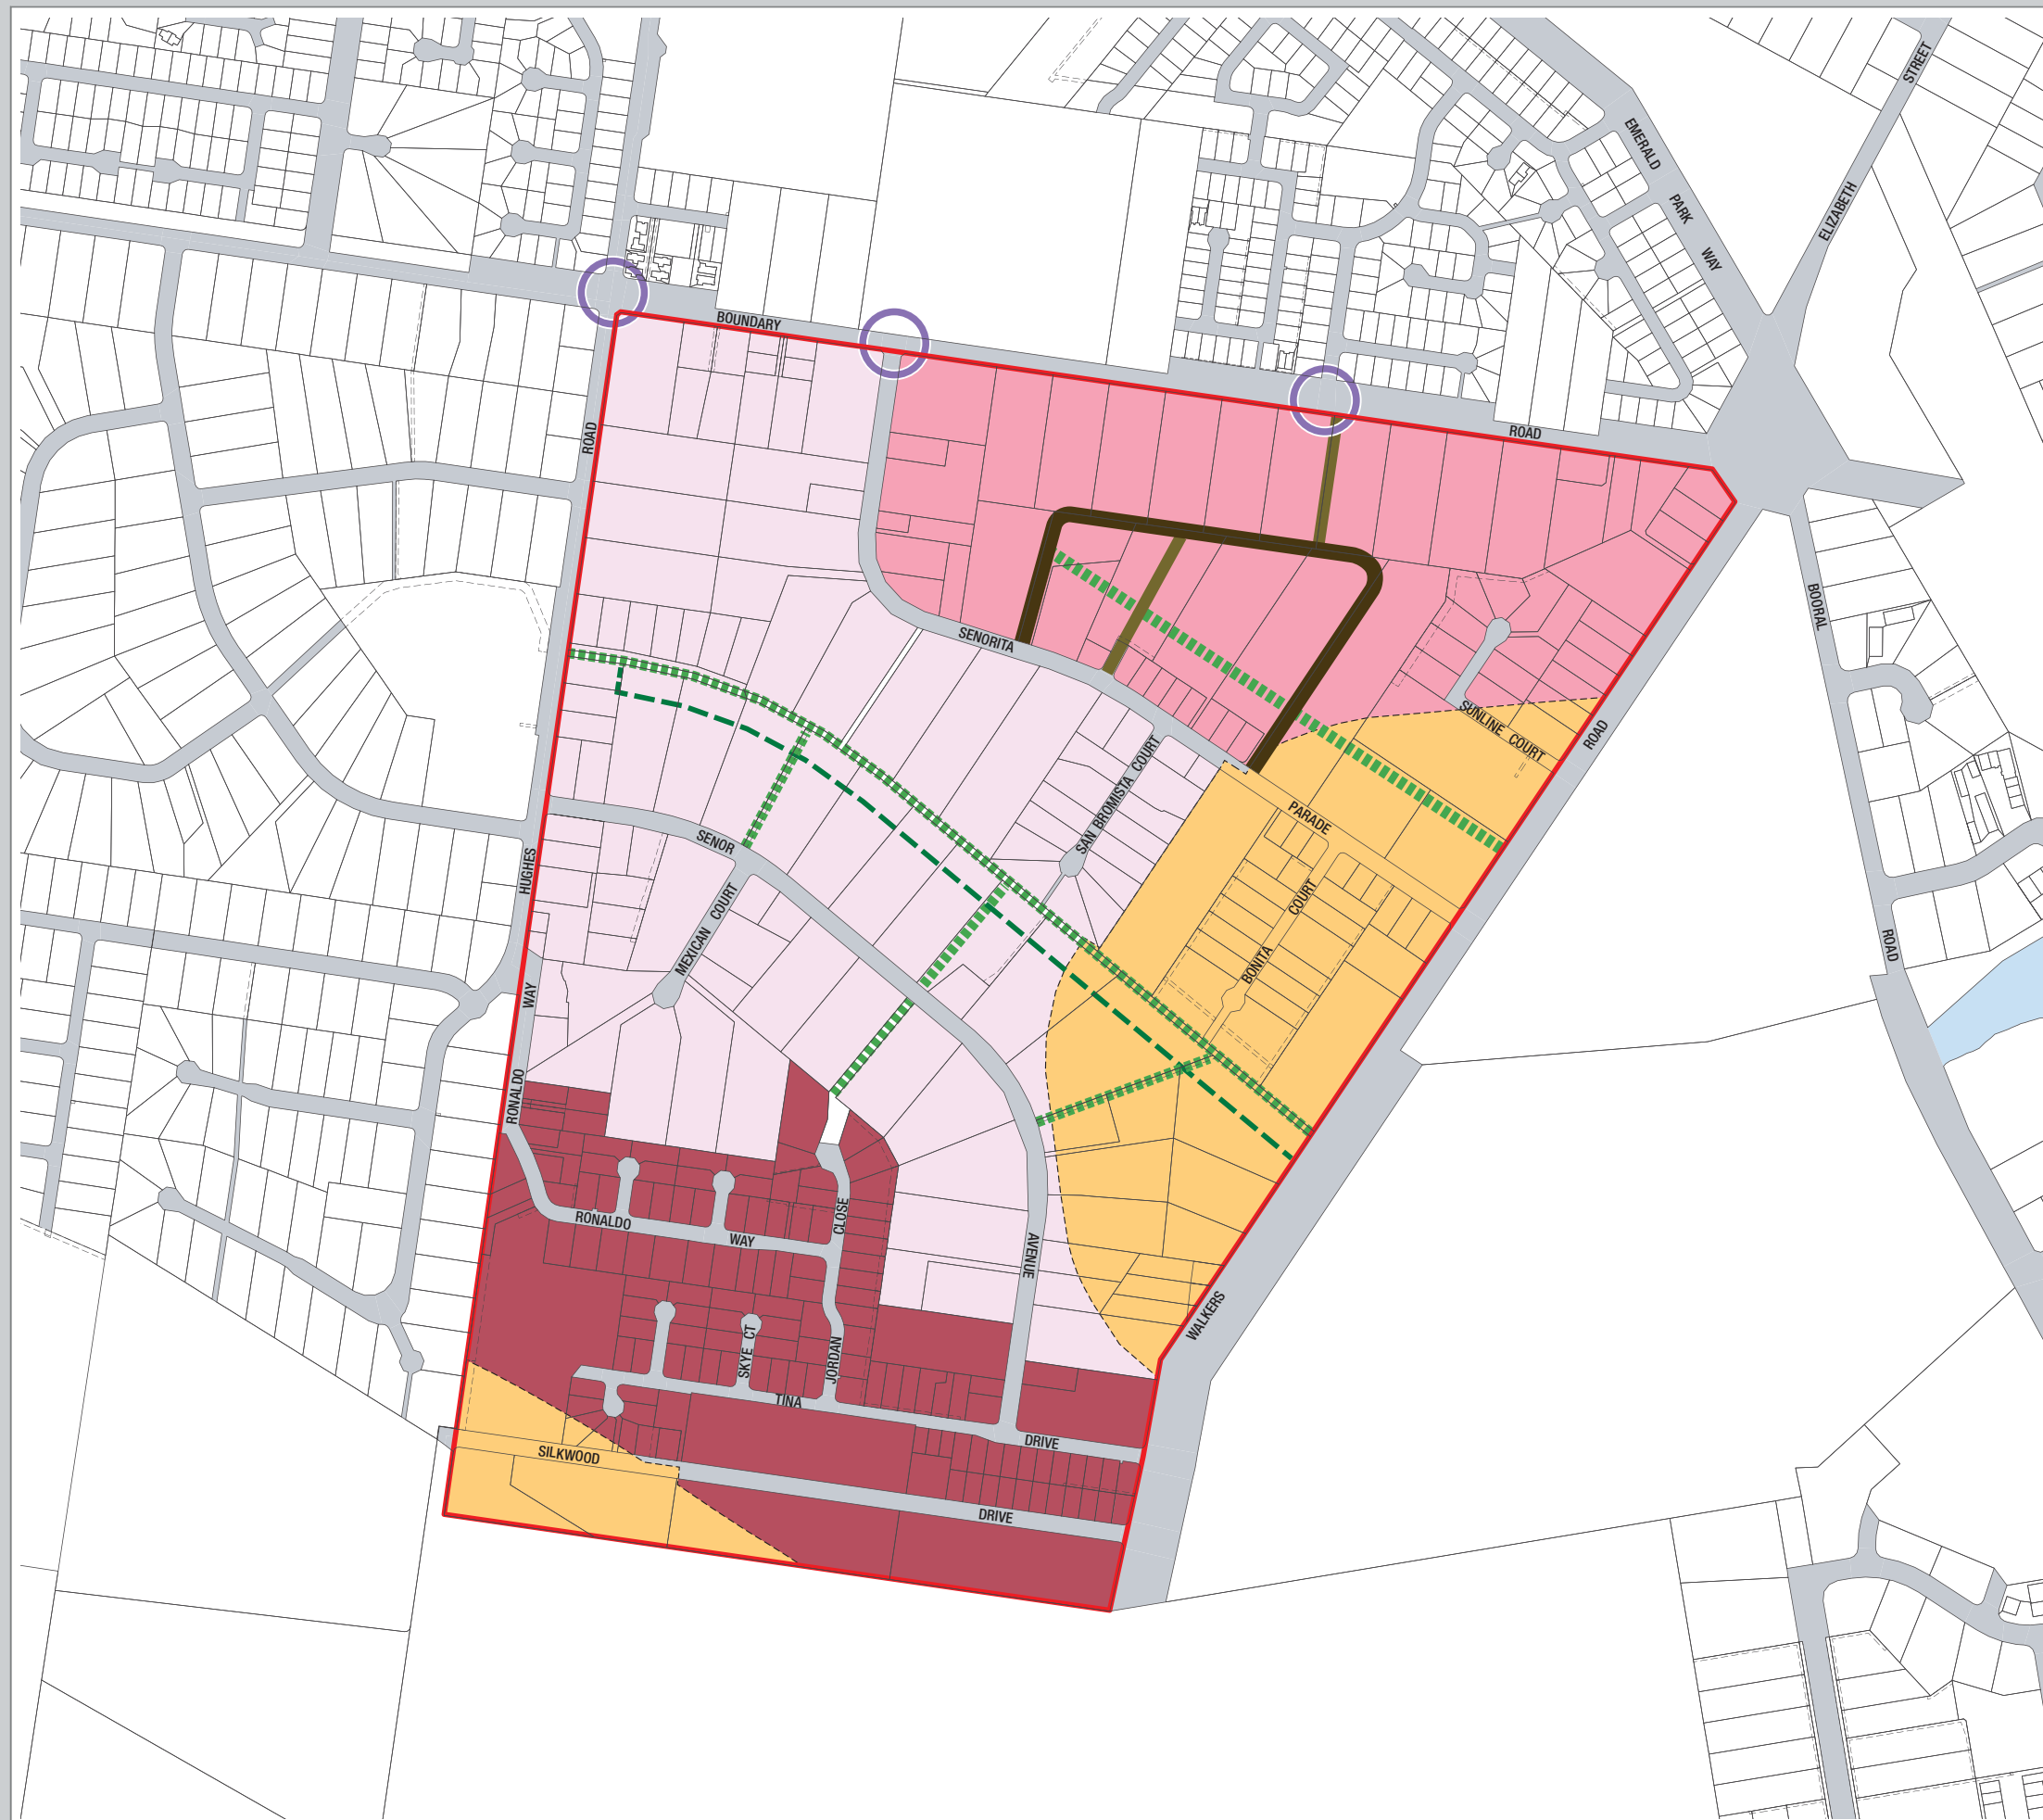 STREET
EMERALD
PARK
WAY
ELIZABETH
BOUNDARY
ROAD
ROAD
BOORAL
SENORITA
SUNLINE COURT
ROAD
SAN BROMISTA COURT
PARADE
SENOR
HUGHES
MEXICAN COURT
COURT
BONITA
ROAD
WAY
RONALDO
CLOSE
RONALDO
WAY
AVENUE
WALKERS
SKYE CT
JORDAN
TINA
DRIVE
SILKWOOD
DRIVE